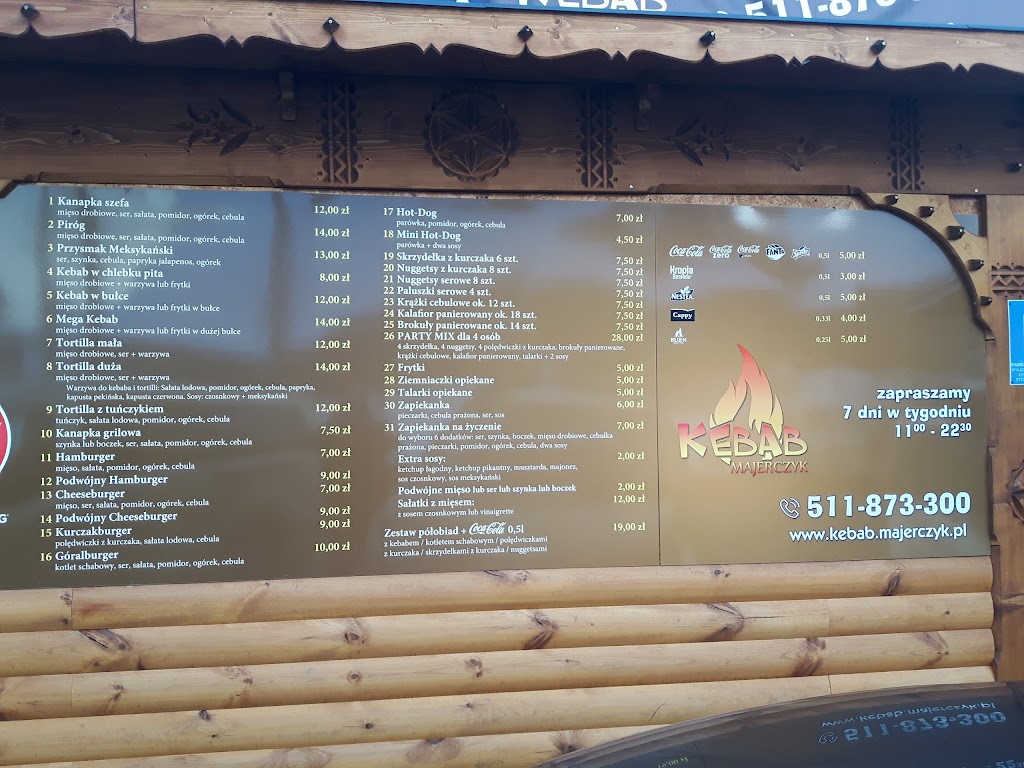 KEBAB
511-873
1 Kanapka szefa 12,00 zł
mięso drobiowe, ser, sałata, pomidor, ogórek, cebula
2 Piróg 14,00 zł
mięso drobiowe, ser, sałata, pomidor, ogórek, cebula
3 Przysmak Meksykański 13,00 zł
ser, szynka, cebula, papryka jalapenos, ogórek
4 Kebab w chlebku pita 8,00 zł
mięso drobiowe + warzywa lub frytki
5 Kebab w bułce 12,00 zł
mięso drobiowe + warzywa lub frytki w bułce
6 Mega Kebab 14,00 zł
mięso drobiowe + warzywa lub frytki w dużej bułce
7 Tortilla mała 12,00 zł
mięso drobiowe, ser + warzywa
8 Tortilla duża 14,00 zł
mięso drobiowe, ser + warzywa
Warzywa do kebaba i tortilli: Sałata lodowa, pomidor, ogórek, cebula, papryka,
kapusta pekińska, kapusta czerwona. Sosy: czosnkowy + meksykański
9 Tortilla z tuńczykiem 12,00 zł
tuńczyk, sałata lodowa, pomidor, ogórek, cebula
10 Kanapka grilowa 7,50 zł
szynka lub boczek, ser, sałata, pomidor, ogórek, cebula
11 Hamburger 7,00 zł
mięso, sałata, pomidor, ogórek, cebula
12 Podwójny Hamburger 9,00 zł
13 Cheeseburger 7,00 zł
mięso, ser, sałata, pomidor, ogórek, cebula
14 Podwójny Cheeseburger 9,00 zł
15 Kurczakburger 9,00 zł
polędwiczki z kurczaka, sałata lodowa, cebula
16 Góralburger 10,00 zł
kotlet schabowy, ser, sałata, pomidor, ogórek, cebula
17 Hot-Dog 7,00 zł
parówka, pomidor, ogórek, cebula
18 Mini Hot-Dog 4,50 zł
parówka + dwa sosy
19 Skrzydełka z kurczaka 6 szt. 7,50 zł
20 Nuggetsy z kurczaka 8 szt. 7,50 zł
21 Nuggety serowe 8 szt. 7,50 zł
22 Paluszki serowe 4 szt. 7,50 zł
23 Krążki cebulowe ok. 12 szt. 7,50 zł
24 Kalafior panierowany ok. 18 szt. 7,50 zł
25 Brokuły panierowane ok. 14 szt. 7,50 zł
26 PARTY MIX dla 4 osób 28,00 zł
4 skrzydełka, 4 nuggetsy, 4 polędwiczki z kurczaka, brokuły panierowane,
krążki cebulowe, kalafior panierowany, talarki + 2 sosy
27 Frytki 5,00 zł
28 Ziemniaczki opiekane 5,00 zł
29 Talarki opiekane 5,00 zł
30 Zapiekanka 6,00 zł
pieczarki, cebula prażona, ser, sos
31 Zapiekanka na życzenie 7,00 zł
do wyboru 6 dodatków: ser, szynka, boczek, mięso drobiowe, cebulka
prażona, pieczarki, pomidor, ogórek, cebula, dwa sosy
Extra sosy: 2,00 zł
ketchup łagodny, ketchup pikantny, musztarda, majonez,
sos czosnkowy, sos meksykański
Podwójne mięso lub ser lub szynka lub boczek 2,00 zł
Sałatki z mięsem: 12,00 zł
z sosem czosnkowym lub vinaigrette
Zestaw półobiad + Coca-Cola 0,5l 19,00 zł
z kebabem / kotletem schabowym / polędwiczkami
z kurczaka / skrzydełkami z kurczaka / nuggetsami
Coca-Cola Coca-Cola zero Coca-Cola FANTA Sprite 0,5l 5,00 zł
Kropla Beskidu 0,5l 3,00 zł
NESTEA 0,5l 5,00 zł
Cappy 0,33l 4,00 zł
BURN 0,25l 5,00 zł
zapraszamy
7 dni w tygodniu
11⁰⁰ - 22³⁰
KEBAB
MAJERCZYK
511-873-300
www.kebab.majerczyk.pl
www.kebab.majerczyk.pl
511-873-300